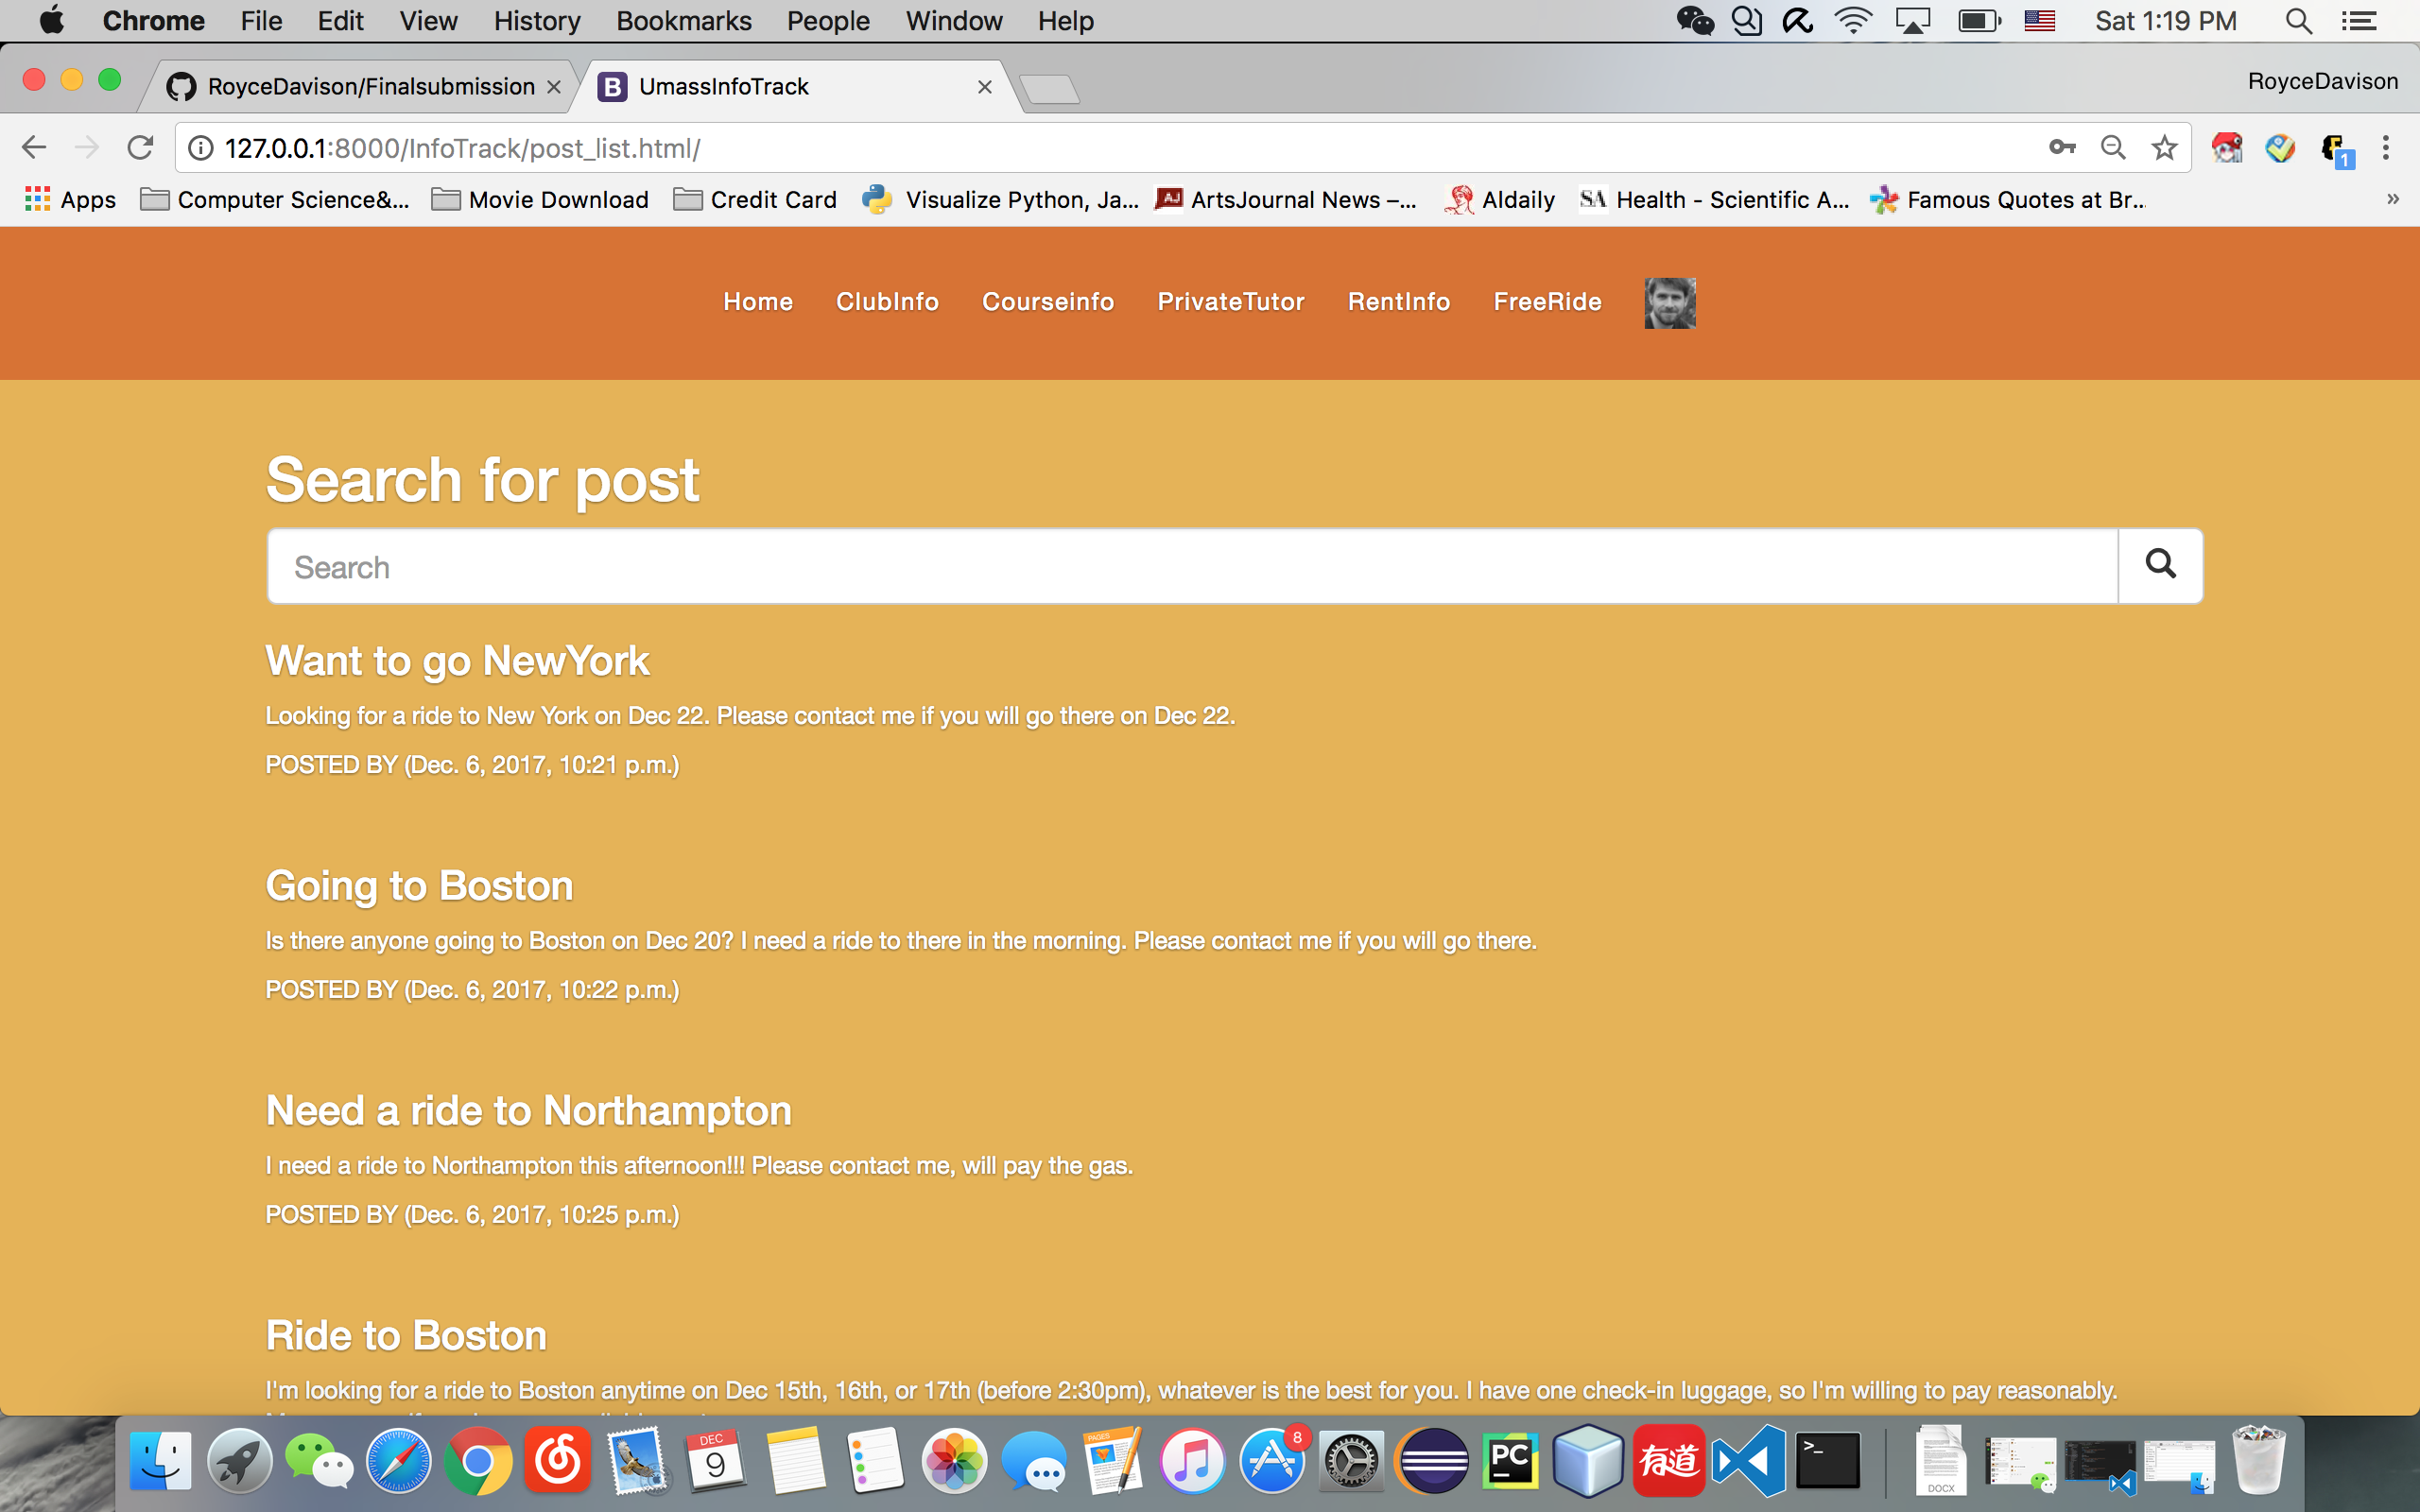 Chrome File Edit View History Bookmarks People Window Help Sat 1:19 PM
RoyceDavison/Finalsubmission UmassInfoTrack RoyceDavison
127.0.0.1:8000/InfoTrack/post_list.html/
1
Apps Computer Science&... Movie Download Credit Card Visualize Python, Ja... AJ ArtsJournal News –... Aldaily SA Health - Scientific A... Famous Quotes at Br... »
Home ClubInfo Courseinfo PrivateTutor RentInfo FreeRide
Search for post
Search
Want to go NewYork
Looking for a ride to New York on Dec 22. Please contact me if you will go there on Dec 22.
POSTED BY (Dec. 6, 2017, 10:21 p.m.)
Going to Boston
Is there anyone going to Boston on Dec 20? I need a ride to there in the morning. Please contact me if you will go there.
POSTED BY (Dec. 6, 2017, 10:22 p.m.)
Need a ride to Northampton
I need a ride to Northampton this afternoon!!! Please contact me, will pay the gas.
POSTED BY (Dec. 6, 2017, 10:25 p.m.)
Ride to Boston
I'm looking for a ride to Boston anytime on Dec 15th, 16th, or 17th (before 2:30pm), whatever is the best for you. I have one check-in luggage, so I'm willing to pay reasonably.
DEC 9 PAGES 8 PC 有道 >_ DOCX